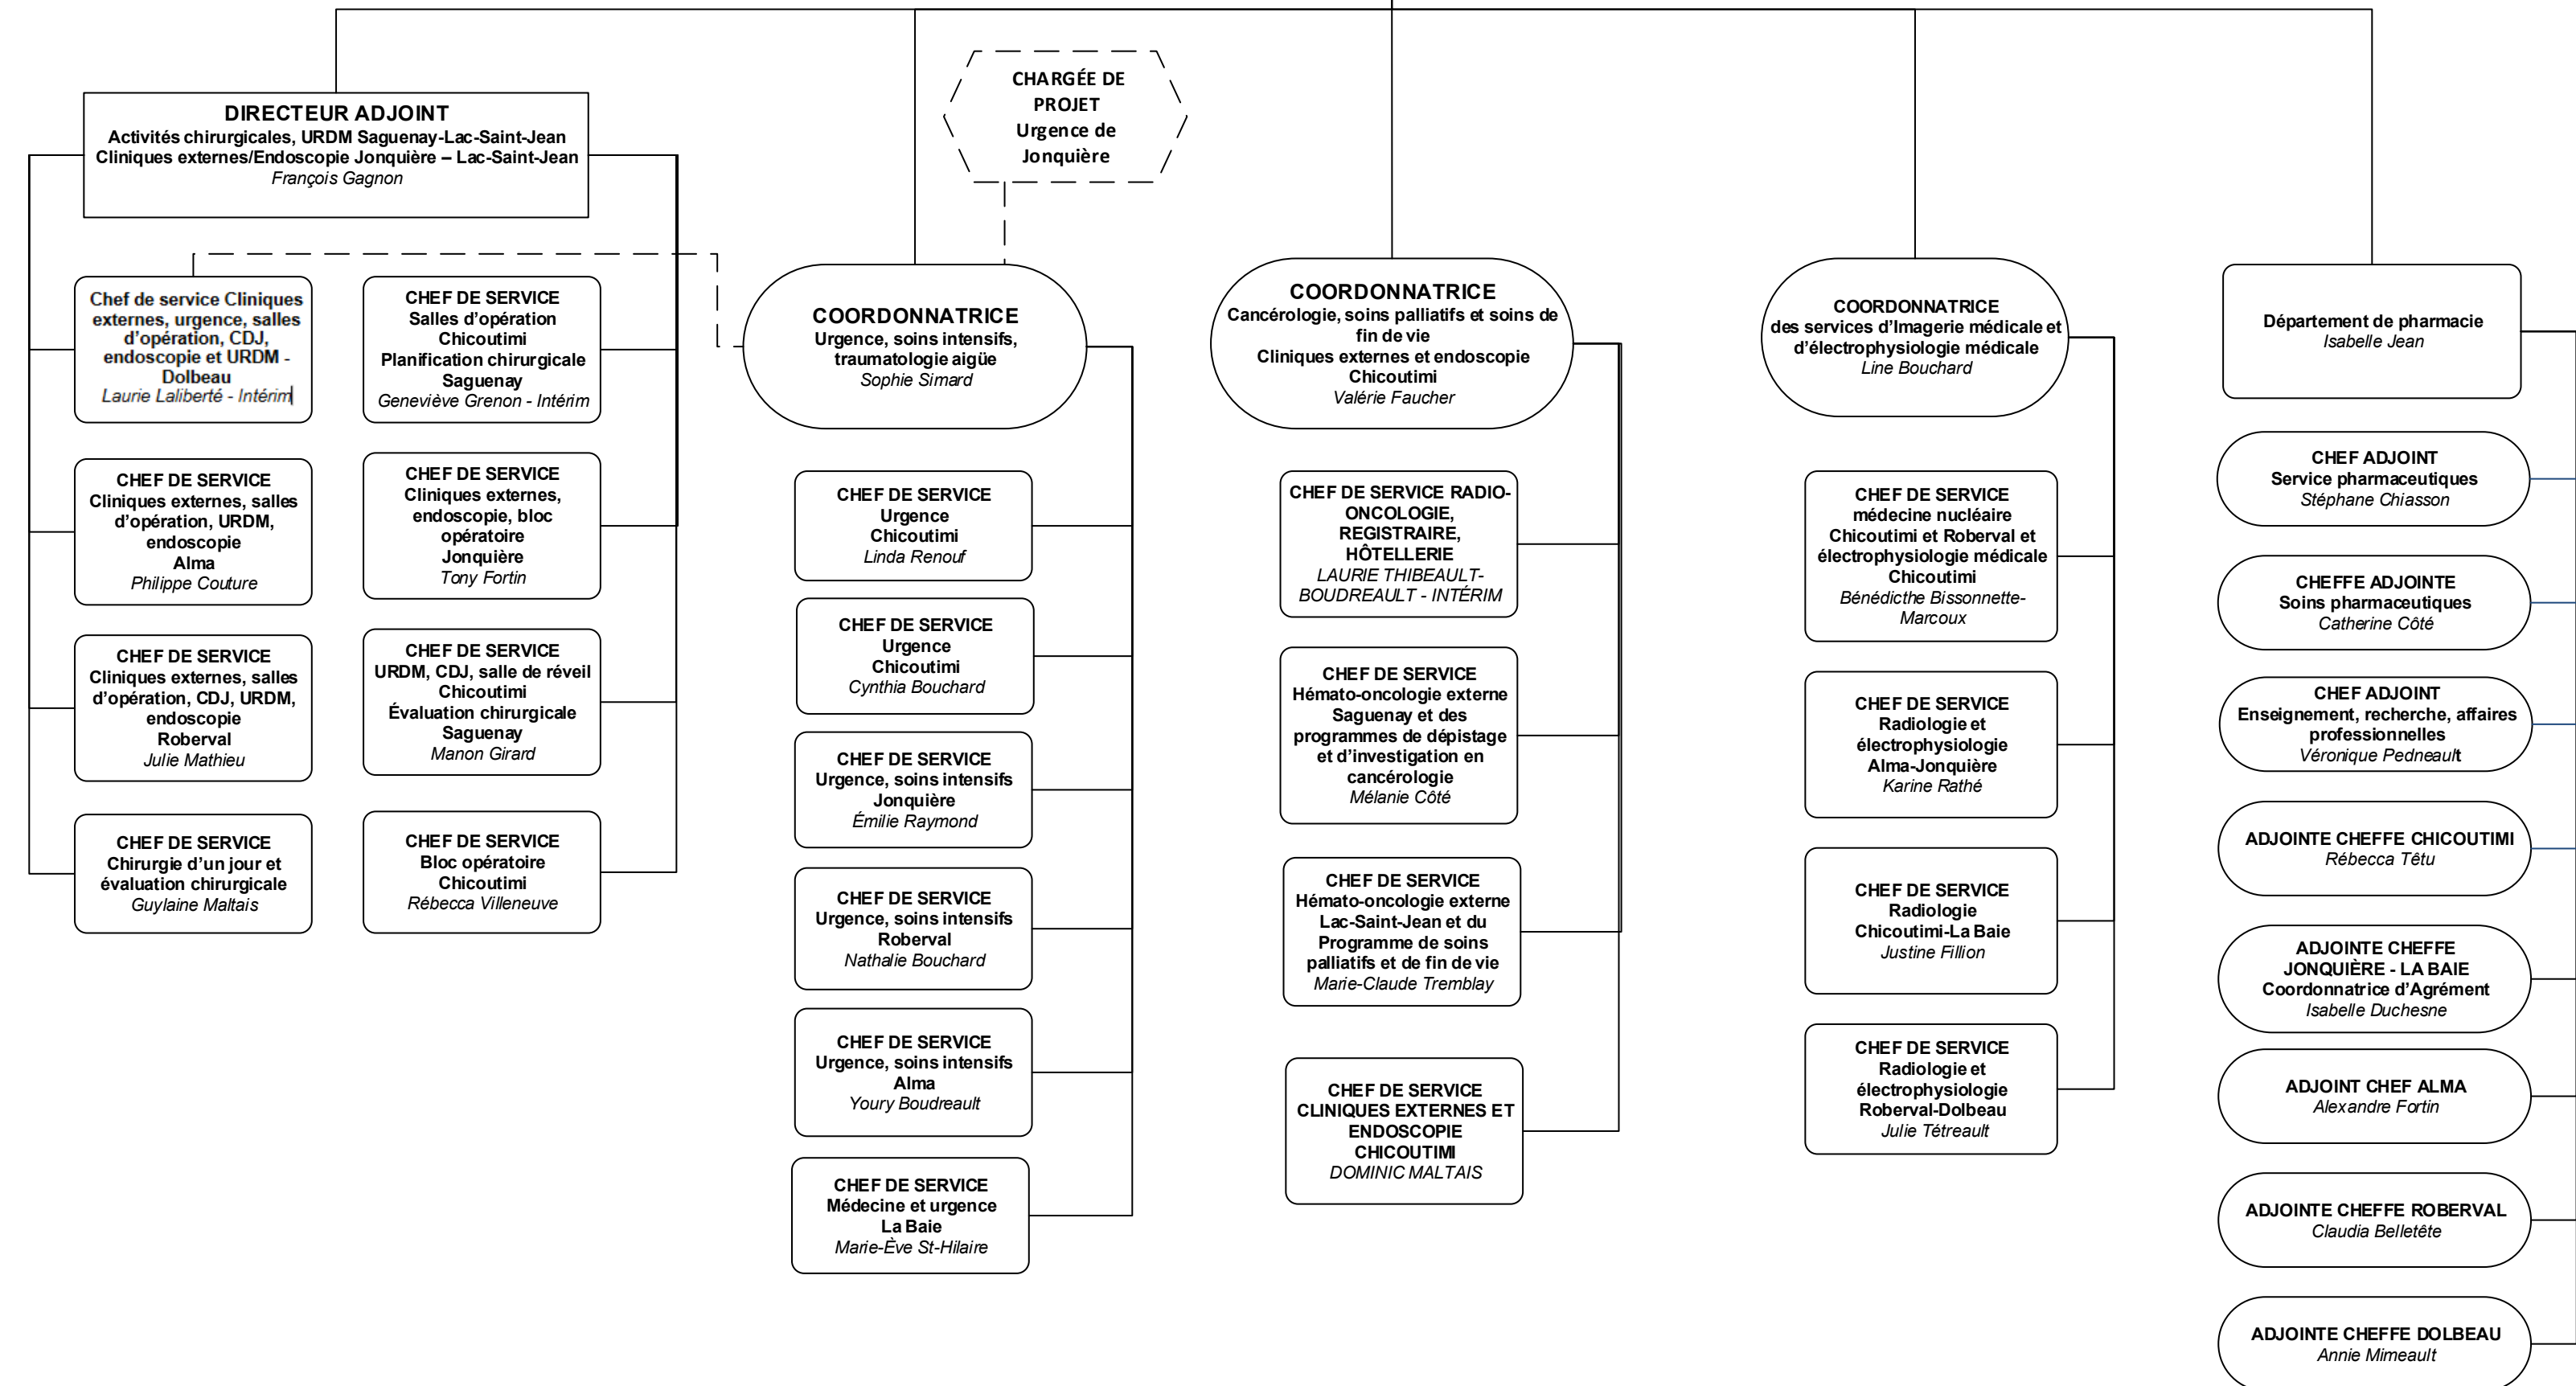 DIRECTEUR ADJOINT
Activités chirurgicales, URDM Saguenay-Lac-Saint-Jean
Cliniques externes/Endoscopie Jonquière – Lac-Saint-Jean
François Gagnon
Chef de service Cliniques
externes, urgence, salles
d’opération, CDJ,
endoscopie et URDM -
Dolbeau
Laurie Laliberté - Intérim
CHEF DE SERVICE
Cliniques externes, salles
d’opération, URDM,
endoscopie
Alma
Philippe Couture
CHEF DE SERVICE
Cliniques externes, salles
d’opération, CDJ, URDM,
endoscopie
Roberval
Julie Mathieu
CHEF DE SERVICE
Chirurgie d’un jour et
évaluation chirurgicale
Guylaine Maltais
CHEF DE SERVICE
Salles d’opération
Chicoutimi
Planification chirurgicale
Saguenay
Geneviève Grenon - Intérim
CHEF DE SERVICE
Cliniques externes,
endoscopie, bloc
opératoire
Jonquière
Tony Fortin
CHEF DE SERVICE
URDM, CDJ, salle de réveil
Chicoutimi
Évaluation chirurgicale
Saguenay
Manon Girard
CHEF DE SERVICE
Bloc opératoire
Chicoutimi
Rébecca Villeneuve
CHARGÉE DE
PROJET
Urgence de
Jonquière
COORDONNATRICE
Urgence, soins intensifs,
traumatologie aigüe
Sophie Simard
CHEF DE SERVICE
Urgence
Chicoutimi
Linda Renouf
CHEF DE SERVICE
Urgence
Chicoutimi
Cynthia Bouchard
CHEF DE SERVICE
Urgence, soins intensifs
Jonquière
Émilie Raymond
CHEF DE SERVICE
Urgence, soins intensifs
Roberval
Nathalie Bouchard
CHEF DE SERVICE
Urgence, soins intensifs
Alma
Youry Boudreault
CHEF DE SERVICE
Médecine et urgence
La Baie
Marie-Ève St-Hilaire
COORDONNATRICE
Cancérologie, soins palliatifs et soins de
fin de vie
Cliniques externes et endoscopie
Chicoutimi
Valérie Faucher
CHEF DE SERVICE RADIO-
ONCOLOGIE,
REGISTRAIRE,
HÔTELLERIE
LAURIE THIBEAULT-
BOUDREAULT - INTÉRIM
CHEF DE SERVICE
Hémato-oncologie externe
Saguenay et des
programmes de dépistage
et d’investigation en
cancérologie
Mélanie Côté
CHEF DE SERVICE
Hémato-oncologie externe
Lac-Saint-Jean et du
Programme de soins
palliatifs et de fin de vie
Marie-Claude Tremblay
CHEF DE SERVICE
CLINIQUES EXTERNES ET
ENDOSCOPIE
CHICOUTIMI
DOMINIC MALTAIS
COORDONNATRICE
des services d’Imagerie médicale et
d’électrophysiologie médicale
Line Bouchard
CHEF DE SERVICE
médecine nucléaire
Chicoutimi et Roberval et
électrophysiologie médicale
Chicoutimi
Bénédicthe Bissonnette-
Marcoux
CHEF DE SERVICE
Radiologie et
électrophysiologie
Alma-Jonquière
Karine Rathé
CHEF DE SERVICE
Radiologie
Chicoutimi-La Baie
Justine Fillion
CHEF DE SERVICE
Radiologie et
électrophysiologie
Roberval-Dolbeau
Julie Tétreault
Département de pharmacie
Isabelle Jean
CHEF ADJOINT
Service pharmaceutiques
Stéphane Chiasson
CHEFFE ADJOINTE
Soins pharmaceutiques
Catherine Côté
CHEF ADJOINT
Enseignement, recherche, affaires
professionnelles
Véronique Pedneault
ADJOINTE CHEFFE CHICOUTIMI
Rébecca Têtu
ADJOINTE CHEFFE
JONQUIÈRE - LA BAIE
Coordonnatrice d’Agrément
Isabelle Duchesne
ADJOINT CHEF ALMA
Alexandre Fortin
ADJOINTE CHEFFE ROBERVAL
Claudia Belletête
ADJOINTE CHEFFE DOLBEAU
Annie Mimeault